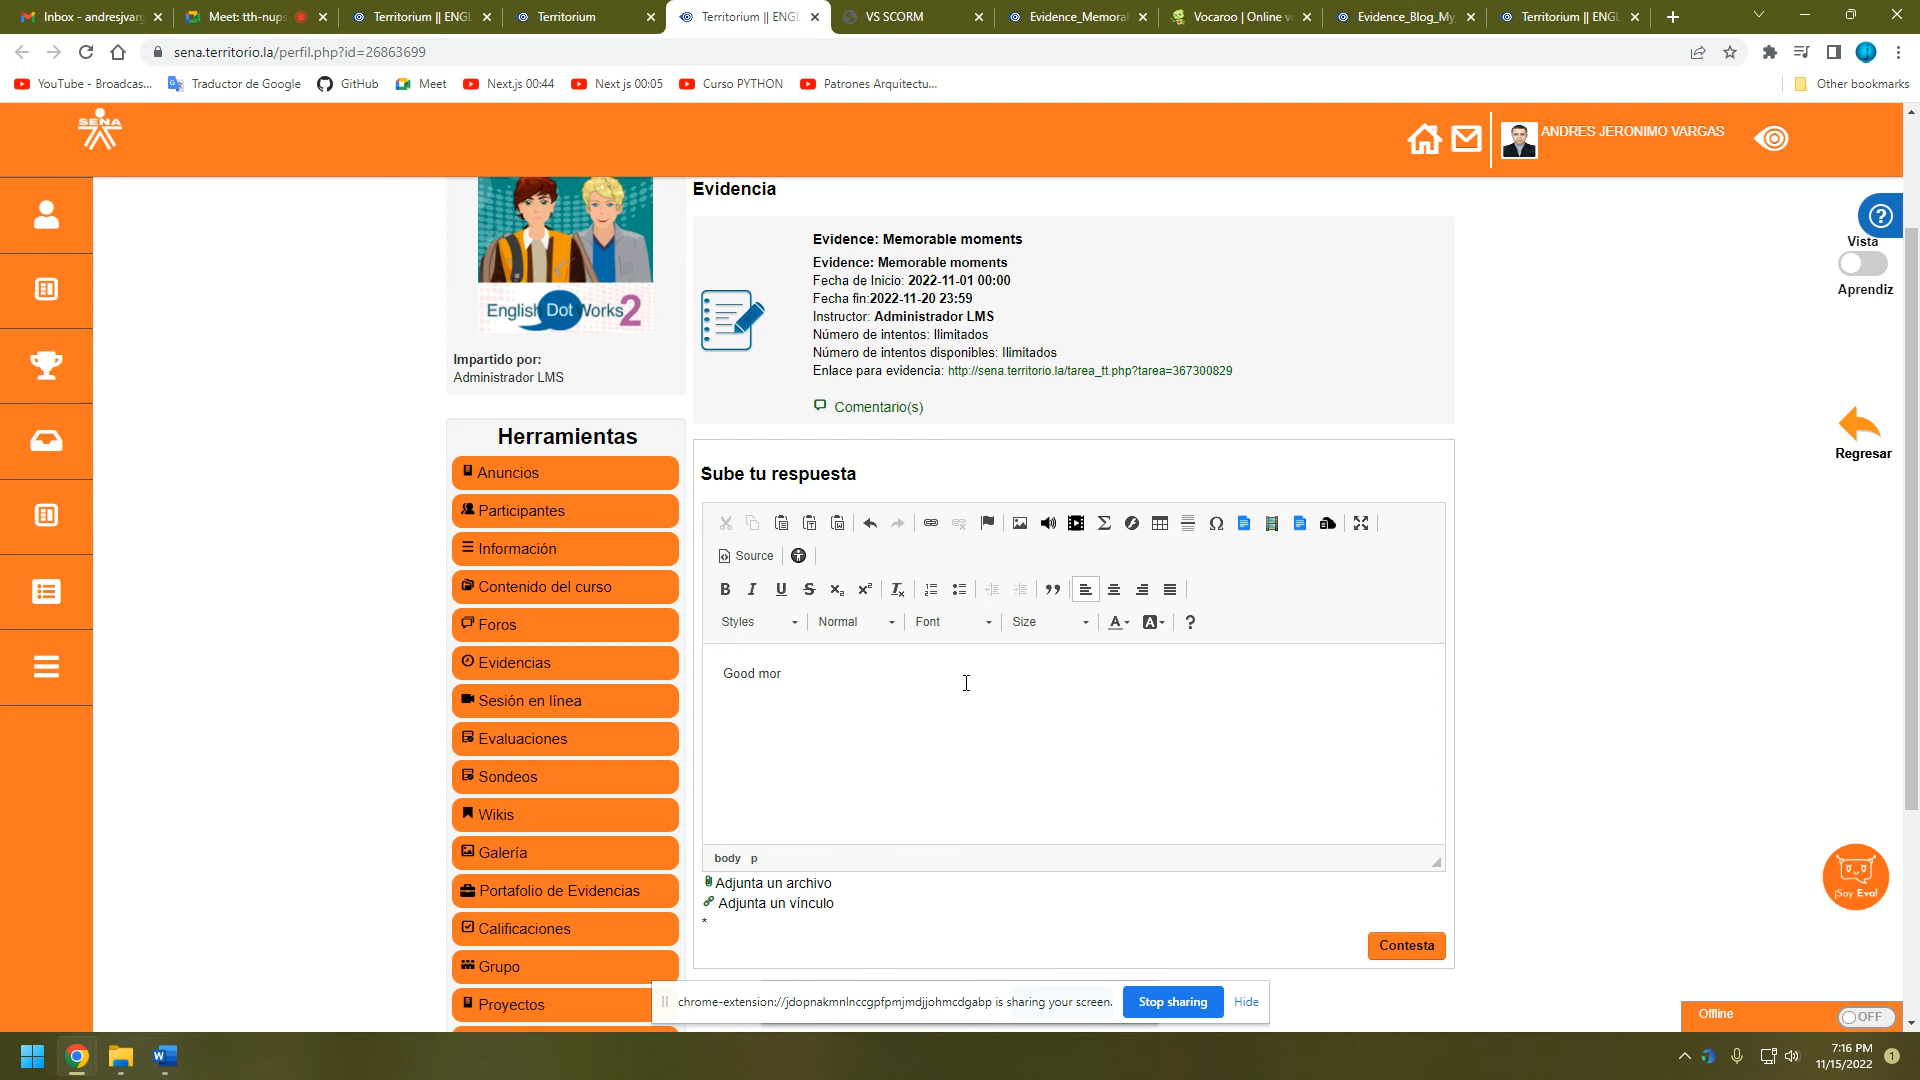 Inbox - andresjvarg
Meet: tth-nups
Territorium || ENGL
Territorium
Territorium || ENGL
VS SCORM
Evidence_Memora
Vocaroo | Online v
Evidence_Blog_My
Territorium || ENGL
sena.territorio.la/perfil.php?id=26863699
YouTube - Broadcas...
Traductor de Google
GitHub
Meet
Next.js 00:44
Next js 00:05
Curso PYTHON
Patrones Arquitectu...
Other bookmarks
SENA
ANDRES JERONIMO VARGAS
English Dot Works 2
Impartido por:
Administrador LMS
Herramientas
Anuncios
Participantes
Información
Contenido del curso
Foros
Evidencias
Sesión en línea
Evaluaciones
Sondeos
Wikis
Galería
Portafolio de Evidencias
Calificaciones
Grupo
Proyectos
Evidencia
Evidence: Memorable moments
Evidence: Memorable moments
Fecha de Inicio: 2022-11-01 00:00
Fecha fin:2022-11-20 23:59
Instructor: Administrador LMS
Número de intentos: Ilimitados
Número de intentos disponibles: Ilimitados
Enlace para evidencia: http://sena.territorio.la/tarea_tt.php?tarea=367300829
Comentario(s)
Sube tu respuesta
Source
Styles
Normal
Font
Size
Good mor
body p
Adjunta un archivo
Adjunta un vínculo
*
Contesta
Vista
Aprendiz
Regresar
¡Soy Eva!
chrome-extension://jdopnakmnlnccgpfpmjmdjjohmcdgabp is sharing your screen.
Stop sharing
Hide
Offline
OFF
7:16 PM
11/15/2022
1